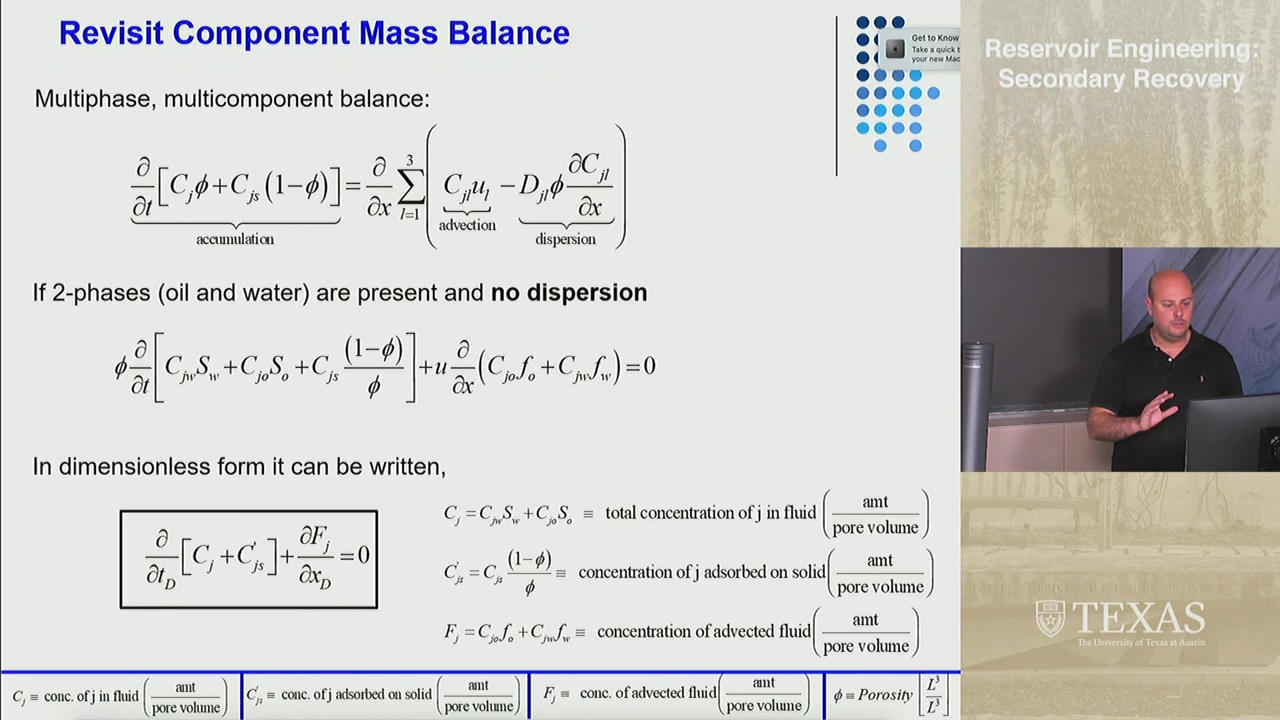 Revisit Component Mass Balance
Get to Know
Take a quick t
your new Mac
Reservoir Engineering:
Secondary Recovery
Multiphase, multicomponent balance:
∂/∂t [C_j ϕ + C_js (1−ϕ)] = ∂/∂x ∑_{l=1}^{3} (C_jl u_l − D_jl ϕ ∂C_jl/∂x)
accumulation
advection
dispersion
If 2-phases (oil and water) are present and no dispersion
ϕ ∂/∂t [C_jw S_w + C_jo S_o + C_js (1−ϕ)/ϕ] + u ∂/∂x (C_jo f_o + C_jw f_w) = 0
In dimensionless form it can be written,
∂/∂t_D [C_j + C'_js] + ∂F_j/∂x_D = 0
C_j = C_jw S_w + C_jo S_o ≡ total concentration of j in fluid (amt/pore volume)
C'_js = C_js (1−ϕ)/ϕ ≡ concentration of j adsorbed on solid (amt/pore volume)
F_j = C_jo f_o + C_jw f_w ≡ concentration of advected fluid (amt/pore volume)
TEXAS
The University of Texas at Austin
C_j ≡ conc. of j in fluid (amt/pore volume)
C'_js ≡ conc. of j adsorbed on solid (amt/pore volume)
F_j ≡ conc. of advected fluid (amt/pore volume)
ϕ ≡ Porosity [L³/L³]